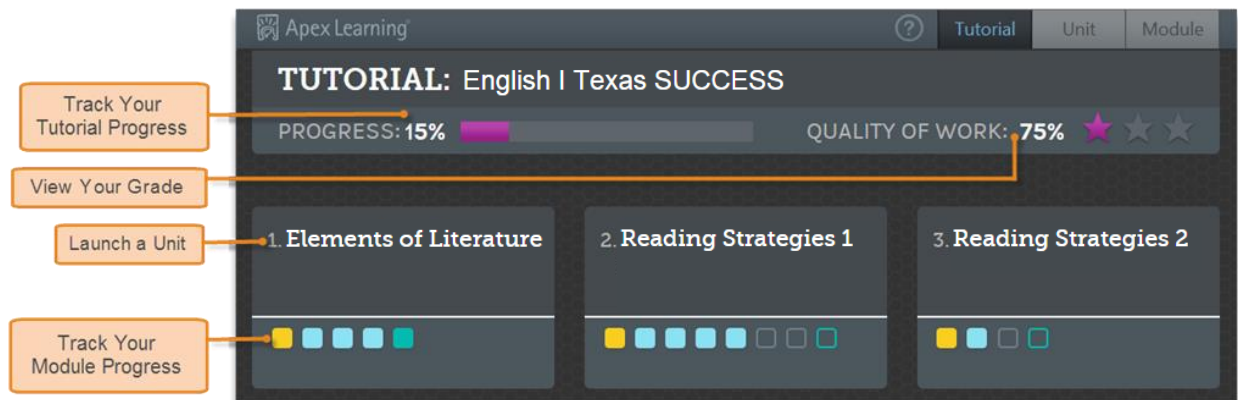 Apex Learning
?
Tutorial
Unit
Module
TUTORIAL: English I Texas SUCCESS
Track Your
Tutorial Progress
PROGRESS: 15%
QUALITY OF WORK: 75%
View Your Grade
Launch a Unit
1. Elements of Literature
2. Reading Strategies 1
3. Reading Strategies 2
Track Your
Module Progress